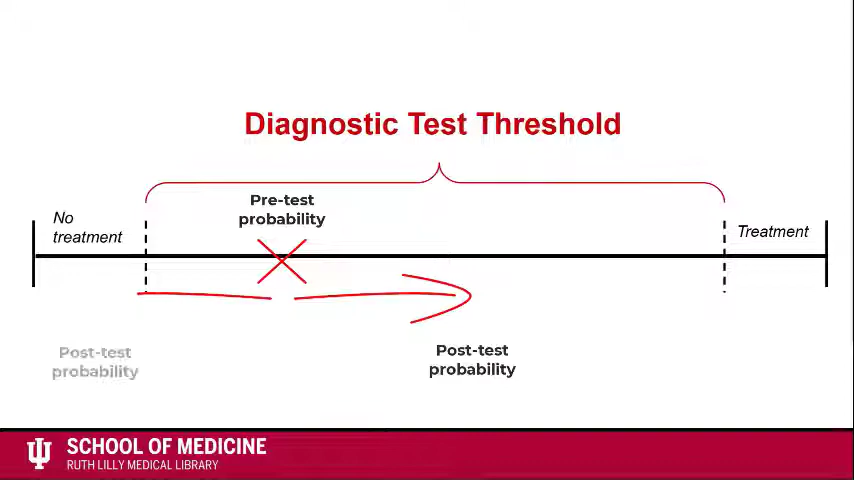 Diagnostic Test Threshold
Pre-test
probability
No
treatment
Treatment
Post-test
probability
Post-test
probability
SCHOOL OF MEDICINE
RUTH LILLY MEDICAL LIBRARY